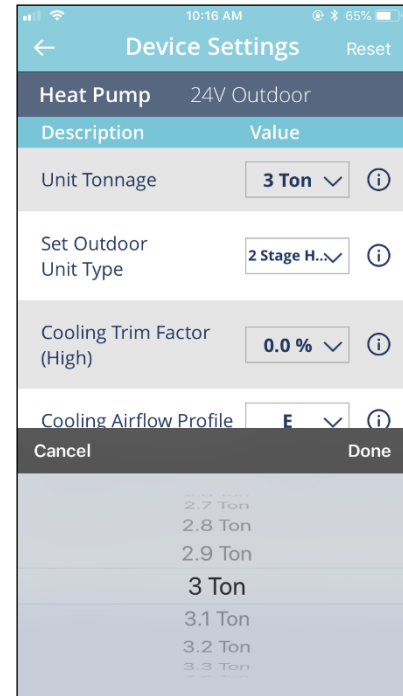 10:16 AM
65%
Device Settings
Reset
Heat Pump 24V Outdoor
Description Value
Unit Tonnage 3 Ton
Set Outdoor
Unit Type
2 Stage H..
Cooling Trim Factor
(High)
0.0 %
Cooling Airflow Profile E
Cancel Done
2.7 Ton
2.8 Ton
2.9 Ton
3 Ton
3.1 Ton
3.2 Ton
3.3 Ton